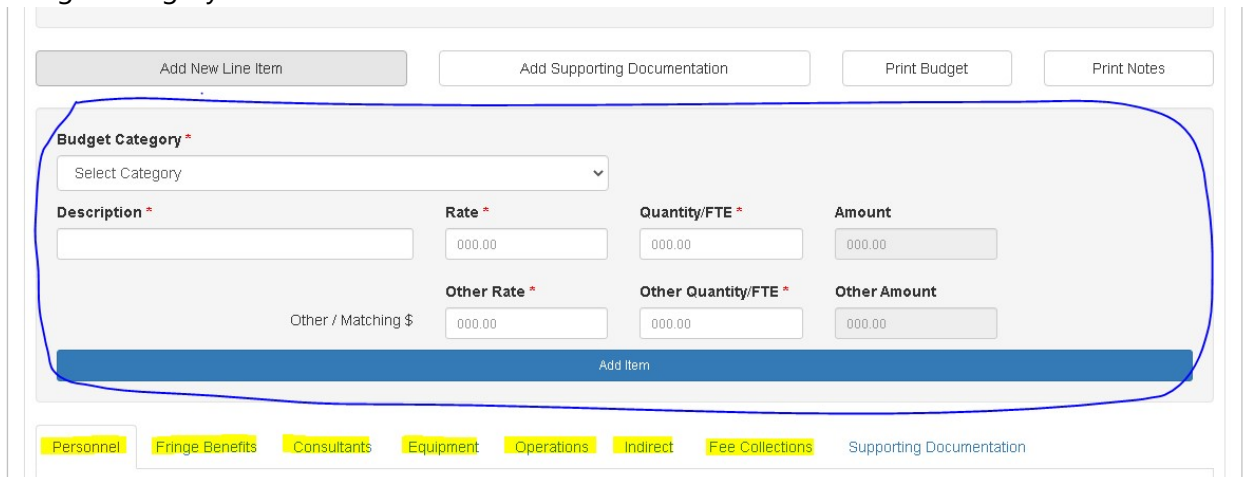 Add New Line Item Add Supporting Documentation Print Budget Print Notes
Budget Category *
Select Category
Description * Rate * Quantity/FTE * Amount
000.00 000.00 000.00
Other Rate * Other Quantity/FTE * Other Amount
Other / Matching $ 000.00 000.00 000.00
Add Item
Personnel Fringe Benefits Consultants Equipment Operations Indirect Fee Collections Supporting Documentation